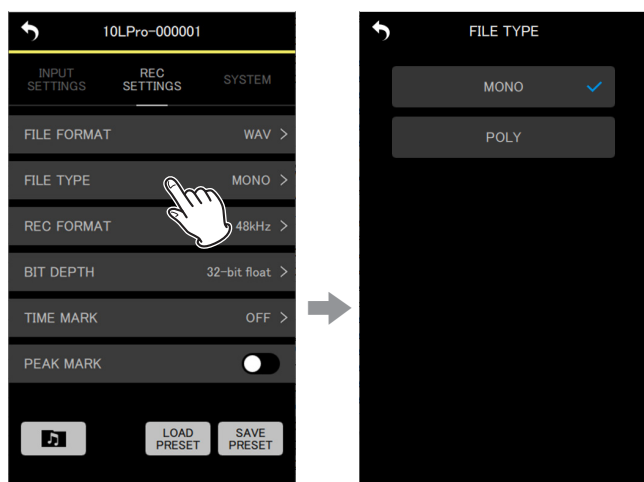 10LPro-000001
INPUT
SETTINGS
REC
SETTINGS
SYSTEM
FILE FORMAT WAV >
FILE TYPE MONO >
REC FORMAT 48kHz >
BIT DEPTH 32-bit float >
TIME MARK OFF >
PEAK MARK
LOAD
PRESET
SAVE
PRESET
FILE TYPE
MONO
POLY